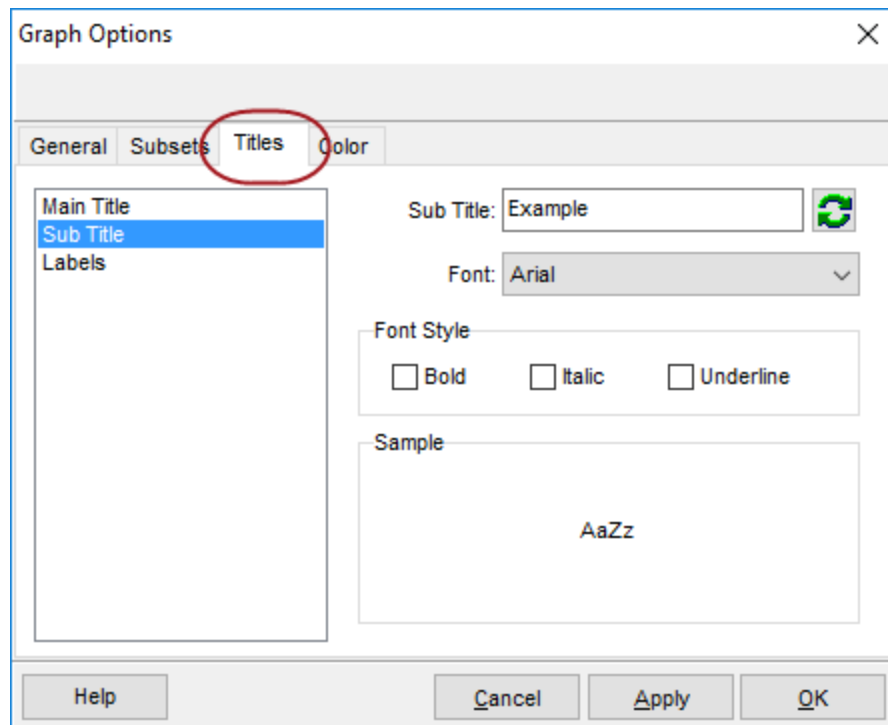 Graph Options
General Subsets Titles Color
Main Title
Sub Title
Labels
Sub Title: Example
Font: Arial
Font Style
Bold Italic Underline
Sample
AaZz
Help Cancel Apply OK